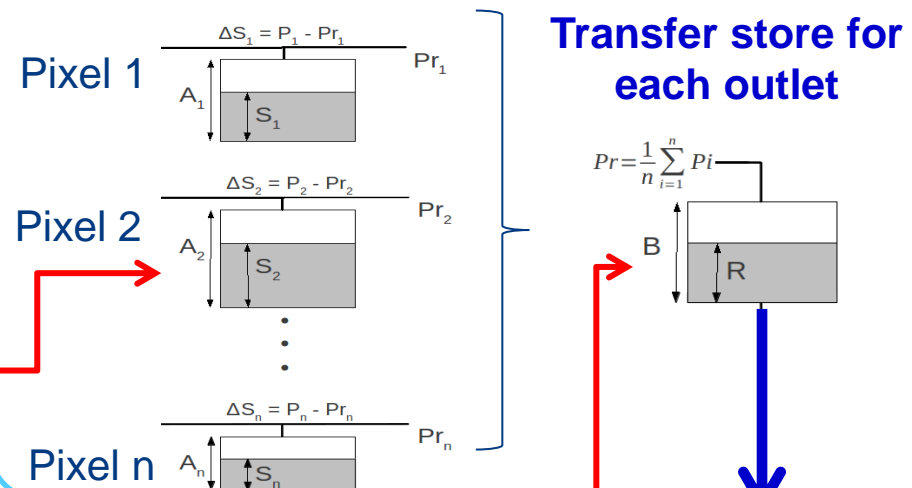 ΔS₁ = P₁ - Pr₁
Pixel 1
A₁
S₁
Pr₁
ΔS₂ = P₂ - Pr₂
Pixel 2
A₂
S₂
Pr₂
ΔSₙ = Pₙ - Prₙ
Pixel n
Aₙ
Sₙ
Prₙ
Transfer store for
each outlet
Pr = 1/n ∑ i=1 n Pi
B
R